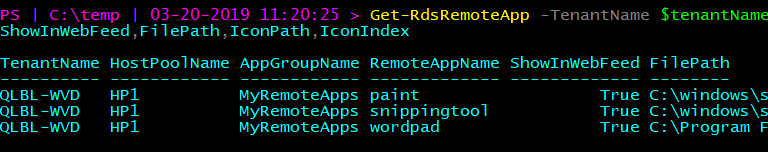 PS | C:\temp | 03-20-2019 11:20:25 > Get-RdsRemoteApp -TenantName $tenantName
ShowInWebFeed,FilePath,IconPath,IconIndex
TenantName HostPoolName AppGroupName RemoteAppName ShowInWebFeed FilePath
---------- ------------ ------------ ------------- ------------- --------
QLBL-WVD HP1 MyRemoteApps paint True C:\windows\s
QLBL-WVD HP1 MyRemoteApps snippingtool True C:\windows\s
QLBL-WVD HP1 MyRemoteApps wordpad True C:\Program F